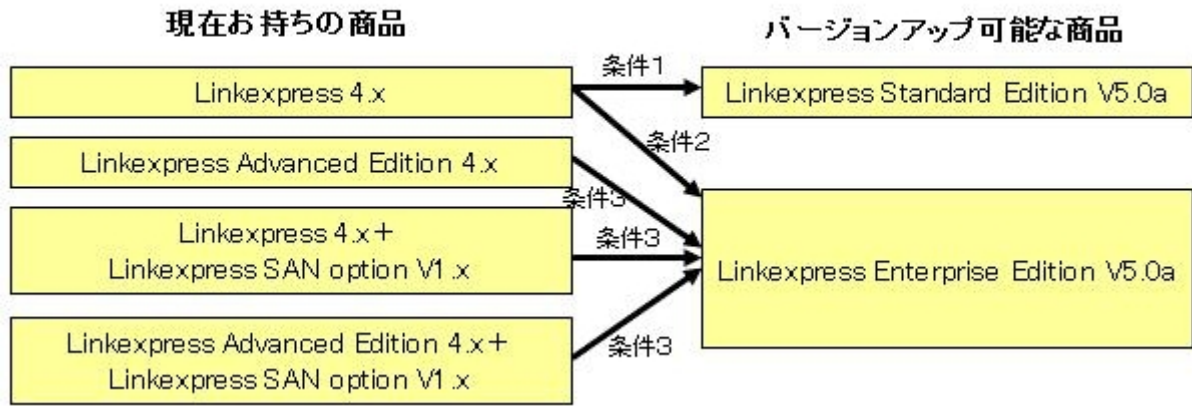 現在お持ちの商品
バージョンアップ可能な商品
Linkexpress 4.x
条件1
Linkexpress Standard Edition V5.0a
条件2
Linkexpress Advanced Edition 4.x
条件3
Linkexpress 4.x＋
Linkexpress SAN option V1.x
条件3
Linkexpress Enterprise Edition V5.0a
Linkexpress Advanced Edition 4.x＋
Linkexpress SAN option V1.x
条件3